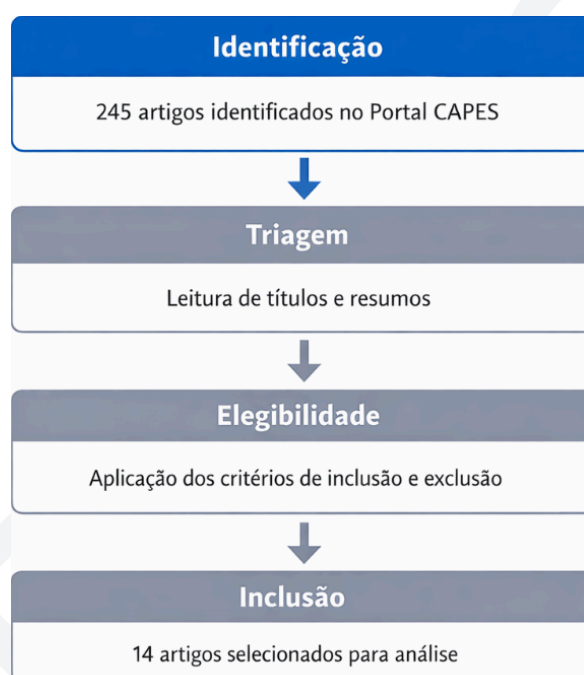 Identificação
245 artigos identificados no Portal CAPES
Triagem
Leitura de títulos e resumos
Elegibilidade
Aplicação dos critérios de inclusão e exclusão
Inclusão
14 artigos selecionados para análise